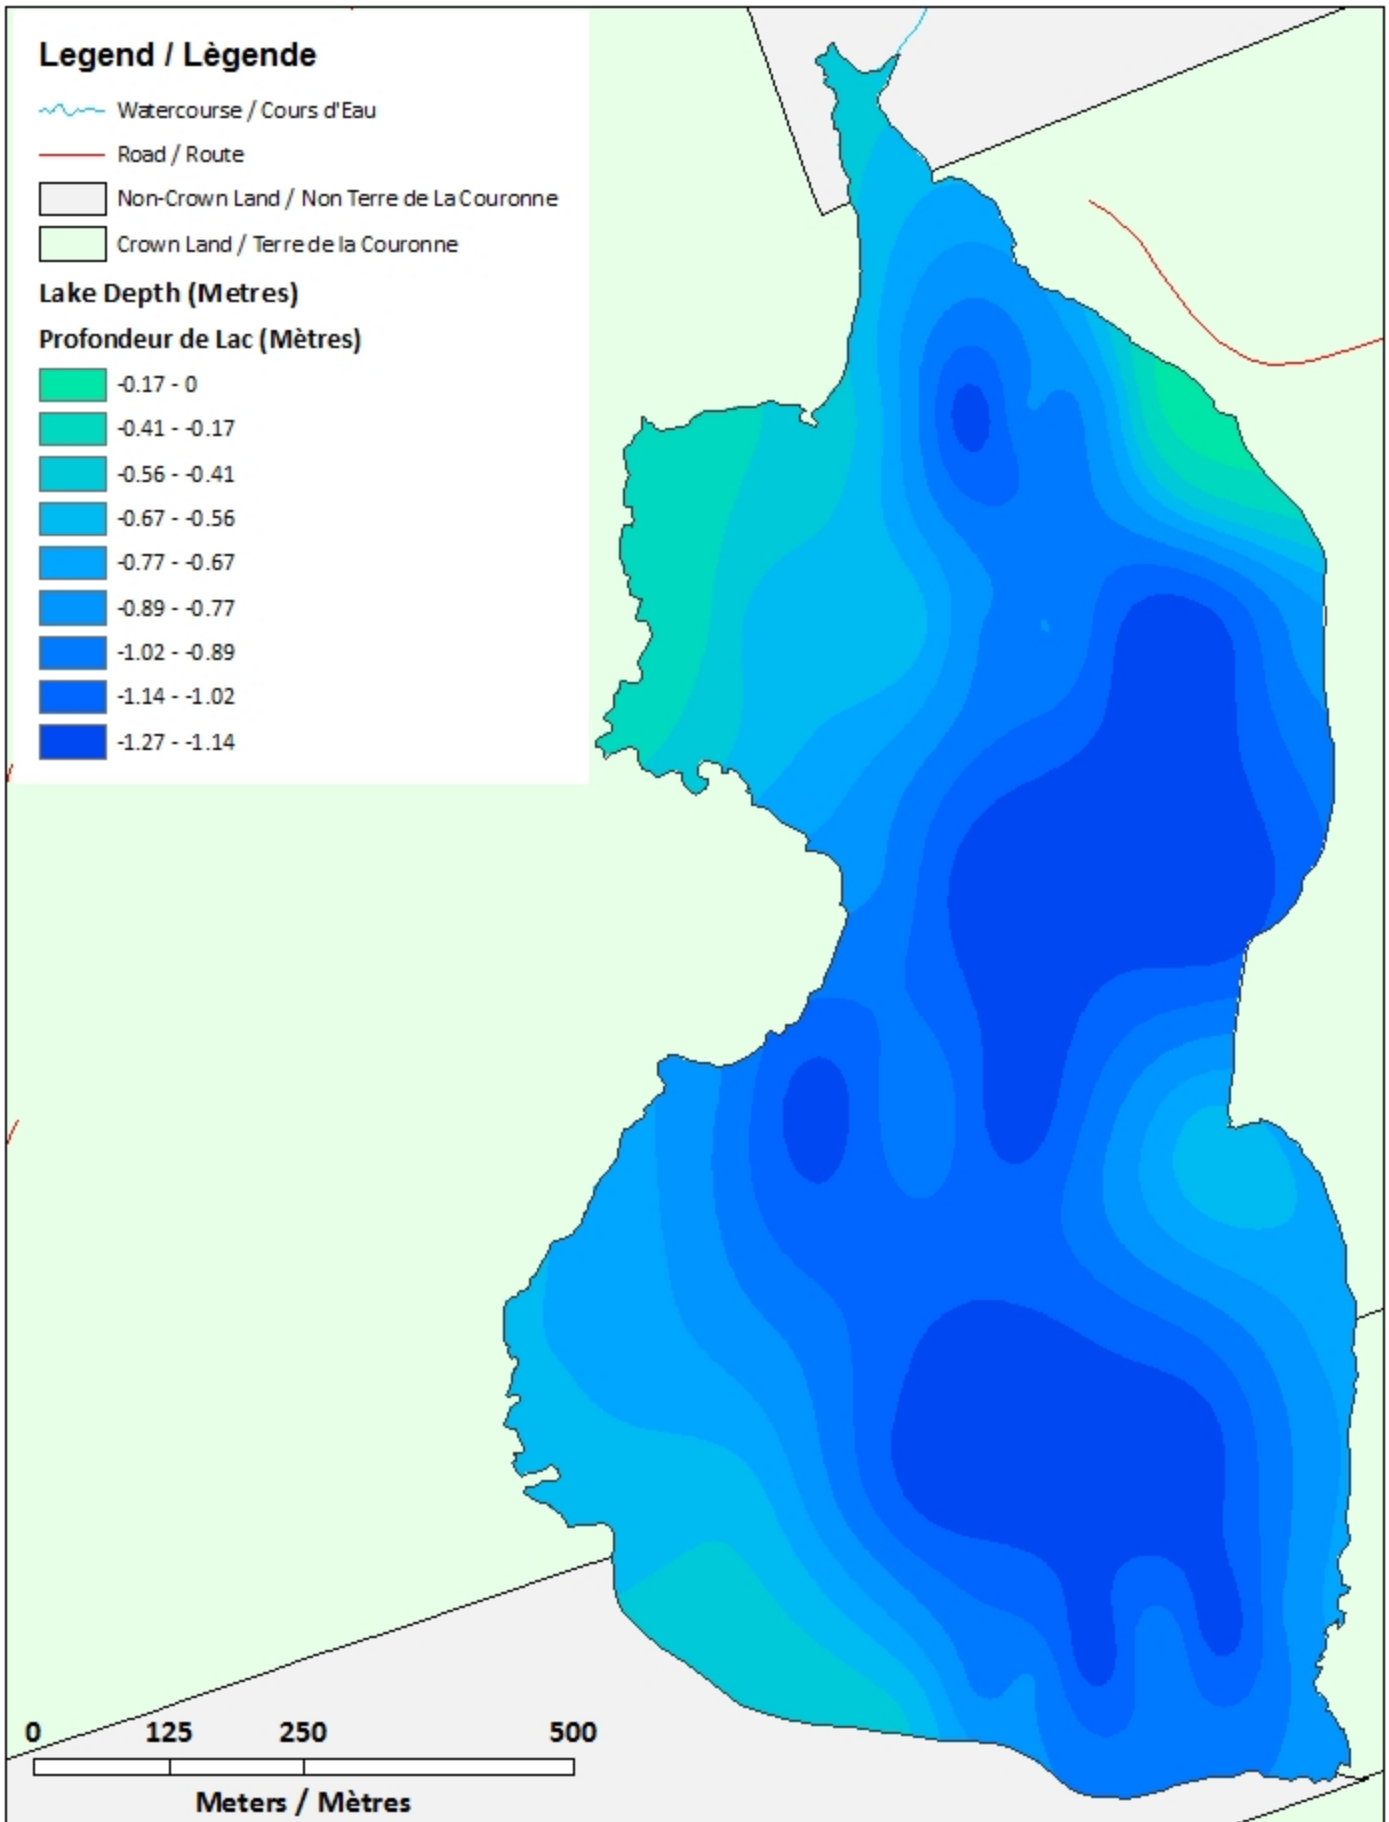 Legend / Lègende
Watercourse / Cours d'Eau
Road / Route
Non-Crown Land / Non Terre de La Couronne
Crown Land / Terre de la Couronne
Lake Depth (Metres)
Profondeur de Lac (Mètres)
-0.17 - 0
-0.41 - -0.17
-0.56 - -0.41
-0.67 - -0.56
-0.77 - -0.67
-0.89 - -0.77
-1.02 - -0.89
-1.14 - -1.02
-1.27 - -1.14
0 125 250 500
Meters / Mètres